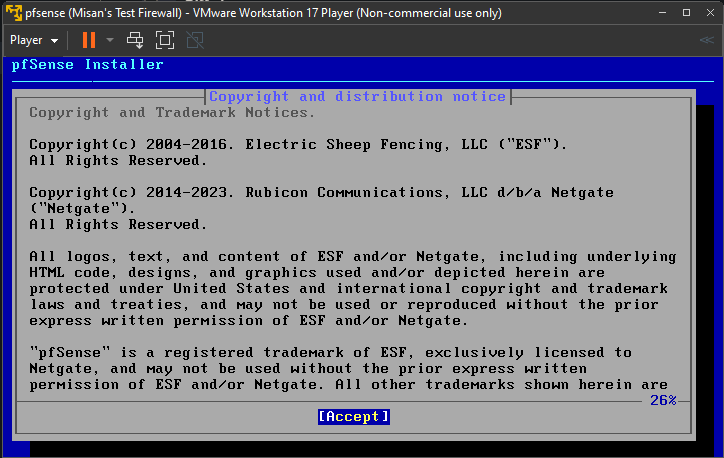 pfsense (Misan's Test Firewall) - VMware Workstation 17 Player (Non-commercial use only)
Player
pfSense Installer
Copyright and distribution notice
Copyright and Trademark Notices.
Copyright(c) 2004-2016. Electric Sheep Fencing, LLC ("ESF").
All Rights Reserved.
Copyright(c) 2014-2023. Rubicon Communications, LLC d/b/a Netgate
("Netgate").
All Rights Reserved.
All logos, text, and content of ESF and/or Netgate, including underlying
HTML code, designs, and graphics used and/or depicted herein are
protected under United States and international copyright and trademark
laws and treaties, and may not be used or reproduced without the prior
express written permission of ESF and/or Netgate.
"pfSense" is a registered trademark of ESF, exclusively licensed to
Netgate, and may not be used without the prior express written
permission of ESF and/or Netgate. All other trademarks shown herein are
26%
[Accept]